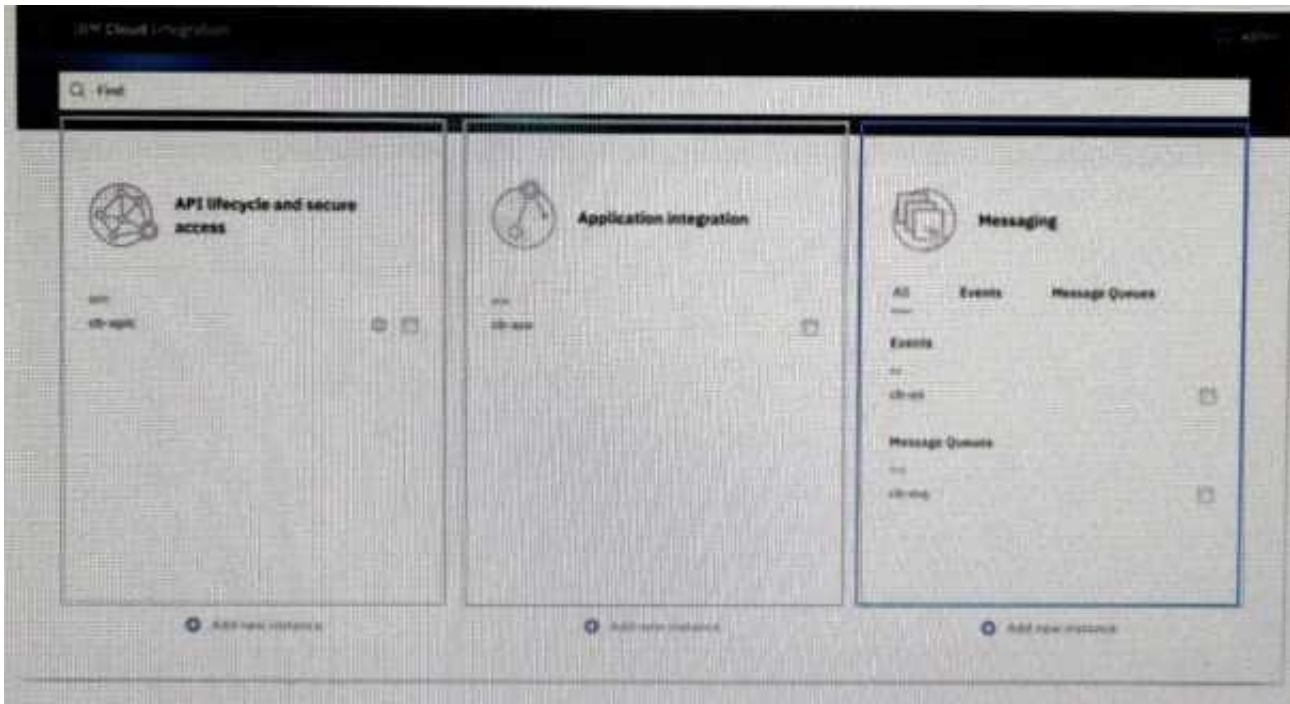 IBM Cloud Integration
Find
API lifecycle and secure
access
Application integration
Messaging
All Events Message Queues
Events
Message Queues
Add new instance
Add new instance
Add new instance